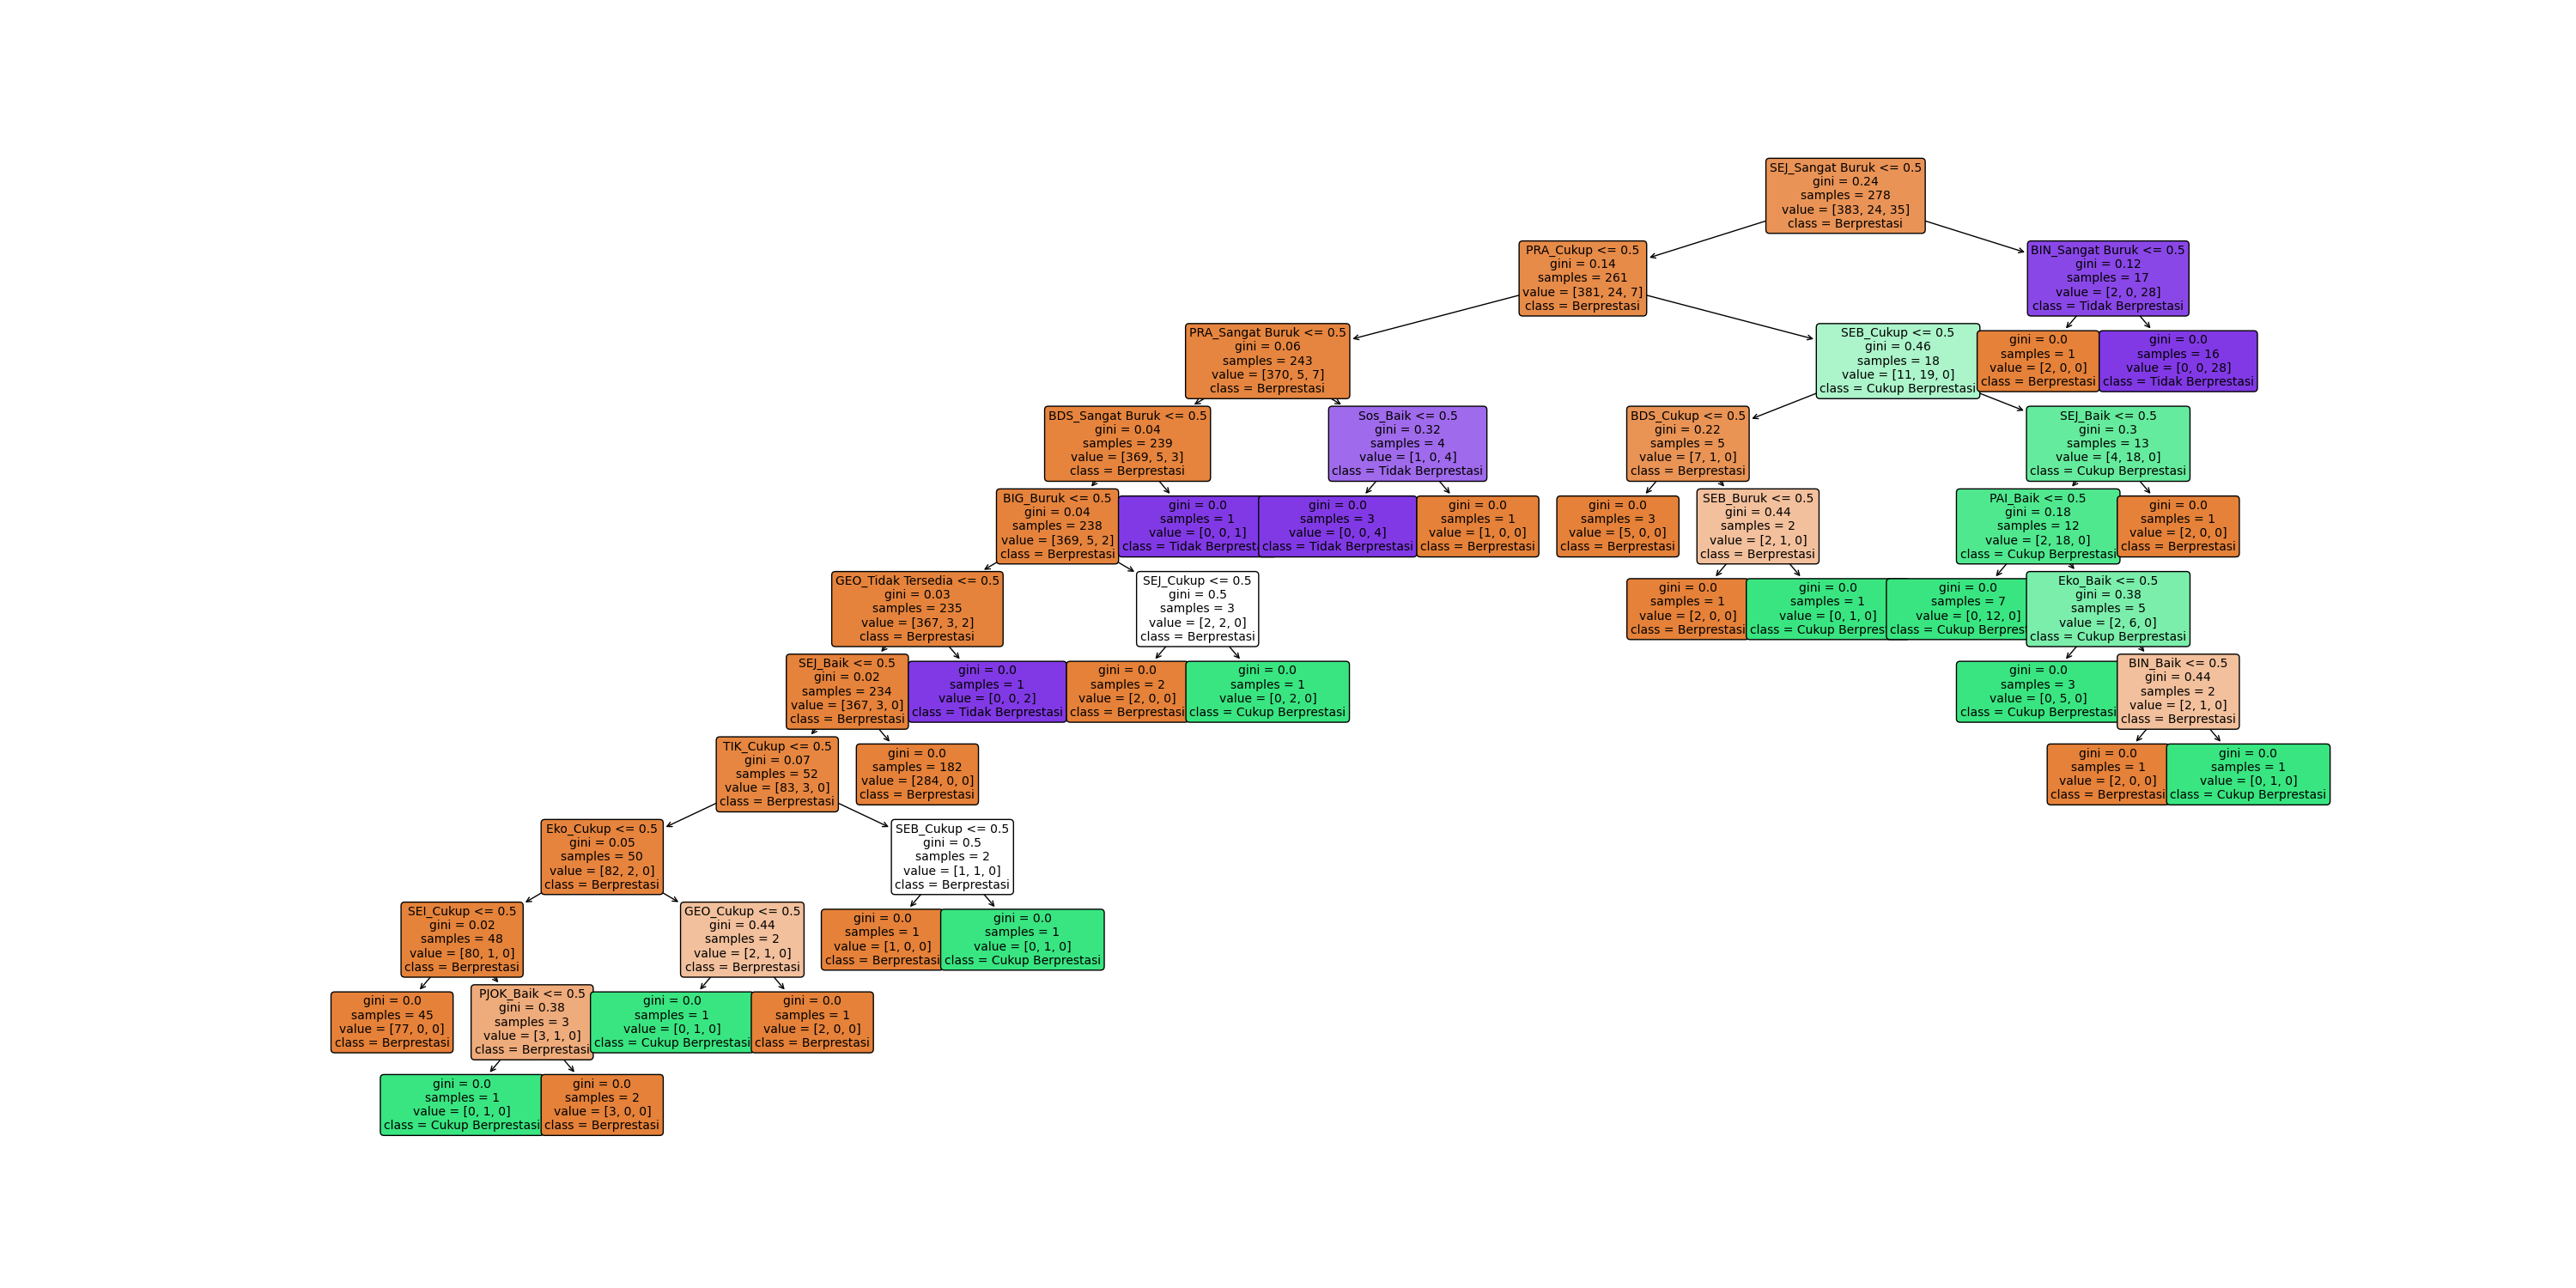 SEJ_Sangat Buruk <= 0.5
gini = 0.24
samples = 278
value = [383, 24, 35]
class = Berprestasi
PRA_Cukup <= 0.5
gini = 0.14
samples = 261
value = [381, 24, 7]
class = Berprestasi
BIN_Sangat Buruk <= 0.5
gini = 0.12
samples = 17
value = [2, 0, 28]
class = Tidak Berprestasi
PRA_Sangat Buruk <= 0.5
gini = 0.06
samples = 243
value = [370, 5, 7]
class = Berprestasi
SEB_Cukup <= 0.5
gini = 0.46
samples = 18
value = [11, 19, 0]
class = Cukup Berprestasi
gini = 0.0
samples = 1
value = [2, 0, 0]
class = Berprestasi
gini = 0.0
samples = 16
value = [0, 0, 28]
class = Tidak Berprestasi
BDS_Sangat Buruk <= 0.5
gini = 0.04
samples = 239
value = [369, 5, 3]
class = Berprestasi
Sos_Baik <= 0.5
gini = 0.32
samples = 4
value = [1, 0, 4]
class = Tidak Berprestasi
BDS_Cukup <= 0.5
gini = 0.22
samples = 5
value = [7, 1, 0]
class = Berprestasi
SEJ_Baik <= 0.5
gini = 0.3
samples = 13
value = [4, 18, 0]
class = Cukup Berprestasi
BIG_Buruk <= 0.5
gini = 0.04
samples = 238
value = [369, 5, 2]
class = Berprestasi
gini = 0.0
samples = 1
value = [0, 0, 1]
class = Tidak Berprest
gini = 0.0
samples = 3
value = [0, 0, 4]
class = Tidak Berprestasi
gini = 0.0
samples = 1
value = [1, 0, 0]
class = Berprestasi
gini = 0.0
samples = 3
value = [5, 0, 0]
class = Berprestasi
SEB_Buruk <= 0.5
gini = 0.44
samples = 2
value = [2, 1, 0]
class = Berprestasi
PAI_Baik <= 0.5
gini = 0.18
samples = 12
value = [2, 18, 0]
class = Cukup Berprestasi
gini = 0.0
samples = 1
value = [2, 0, 0]
class = Berprestasi
GEO_Tidak Tersedia <= 0.5
gini = 0.03
samples = 235
value = [367, 3, 2]
class = Berprestasi
SEJ_Cukup <= 0.5
gini = 0.5
samples = 3
value = [2, 2, 0]
class = Berprestasi
gini = 0.0
samples = 1
value = [2, 0, 0]
class = Berprestasi
gini = 0.0
samples = 1
value = [0, 1, 0]
class = Cukup Berprest
gini = 0.0
samples = 7
value = [0, 12, 0]
class = Cukup Berprest
Eko_Baik <= 0.5
gini = 0.38
samples = 5
value = [2, 6, 0]
class = Cukup Berprestasi
SEJ_Baik <= 0.5
gini = 0.02
samples = 234
value = [367, 3, 0]
class = Berprestasi
gini = 0.0
samples = 1
value = [0, 0, 2]
class = Tidak Berprestasi
gini = 0.0
samples = 2
value = [2, 0, 0]
class = Berprestasi
gini = 0.0
samples = 1
value = [0, 2, 0]
class = Cukup Berprestasi
gini = 0.0
samples = 3
value = [0, 5, 0]
class = Cukup Berprestasi
BIN_Baik <= 0.5
gini = 0.44
samples = 2
value = [2, 1, 0]
class = Berprestasi
TIK_Cukup <= 0.5
gini = 0.07
samples = 52
value = [83, 3, 0]
class = Berprestasi
gini = 0.0
samples = 182
value = [284, 0, 0]
class = Berprestasi
gini = 0.0
samples = 1
value = [2, 0, 0]
class = Berprestasi
gini = 0.0
samples = 1
value = [0, 1, 0]
class = Cukup Berprestasi
Eko_Cukup <= 0.5
gini = 0.05
samples = 50
value = [82, 2, 0]
class = Berprestasi
SEB_Cukup <= 0.5
gini = 0.5
samples = 2
value = [1, 1, 0]
class = Berprestasi
SEI_Cukup <= 0.5
gini = 0.02
samples = 48
value = [80, 1, 0]
class = Berprestasi
GEO_Cukup <= 0.5
gini = 0.44
samples = 2
value = [2, 1, 0]
class = Berprestasi
gini = 0.0
samples = 1
value = [1, 0, 0]
class = Berprestasi
gini = 0.0
samples = 1
value = [0, 1, 0]
class = Cukup Berprestasi
gini = 0.0
samples = 45
value = [77, 0, 0]
class = Berprestasi
PJOK_Baik <= 0.5
gini = 0.38
samples = 3
value = [3, 1, 0]
class = Berprestasi
gini = 0.0
samples = 1
value = [0, 1, 0]
class = Cukup Berprestasi
gini = 0.0
samples = 1
value = [2, 0, 0]
class = Berprestasi
gini = 0.0
samples = 1
value = [0, 1, 0]
class = Cukup Berprestasi
gini = 0.0
samples = 2
value = [3, 0, 0]
class = Berprestasi